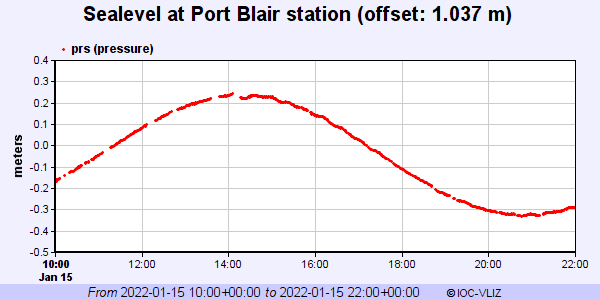 Sealevel at Port Blair station (offset: 1.037 m)
prs (pressure)
meters
0.4
0.3
0.2
0.1
0.0
-0.1
-0.2
-0.3
-0.4
-0.5
10:00 12:00 14:00 16:00 18:00 20:00 22:00
Jan 15
From 2022-01-15 10:00+00:00 to 2022-01-15 22:00+00:00 © IOC-VLIZ